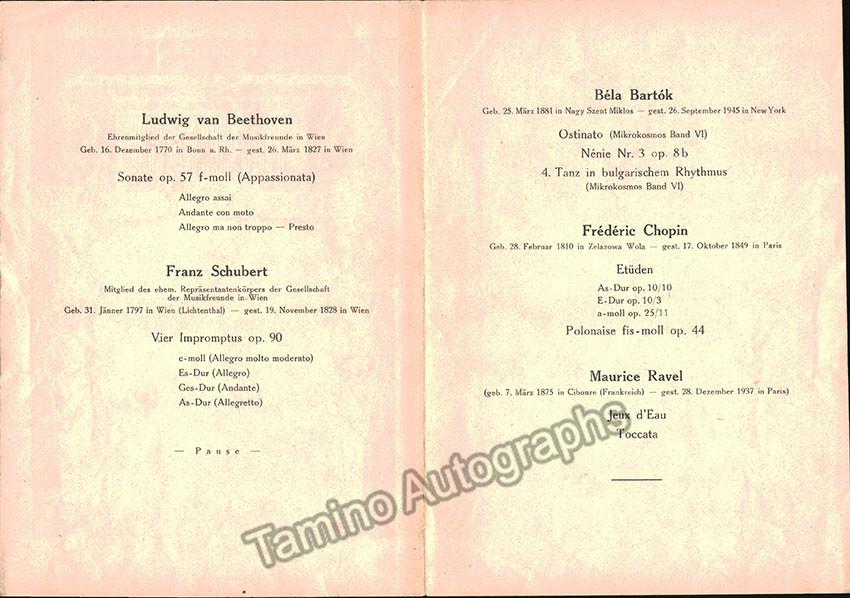 Ludwig van Beethoven
Ehrenmitglied der Gesellschaft der Musikfreunde in Wien
Geb. 16. Dezember 1770 in Bonn a. Rh. — gest. 26. März 1827 in Wien
Sonate op. 57 f-moll (Appassionata)
Allegro assai
Andante con moto
Allegro ma non troppo — Presto
Franz Schubert
Mitglied des ehem. Repräsentantenkörpers der Gesellschaft
der Musikfreunde in Wien
Geb. 31. Jänner 1797 in Wien (Lichtenthal) — gest. 19. November 1828 in Wien
Vier Impromptus op. 90
c-moll (Allegro molto moderato)
Es-Dur (Allegro)
Ges-Dur (Andante)
As-Dur (Allegretto)
— Pause —
Béla Bartók
Geb. 25. März 1881 in Nagy Szent Miklos — gest. 26. September 1945 in New York
Ostinato (Mikrokosmos Band VI)
Nénie Nr. 3 op. 8b
4. Tanz in bulgarischem Rhythmus
(Mikrokosmos Band VI)
Frédéric Chopin
Geb. 28. Februar 1810 in Zelazowa Wola — gest. 17. Oktober 1849 in Paris
Etüden
As-Dur op. 10/10
E-Dur op. 10/3
a-moll op. 25/11
Polonaise fis-moll op. 44
Maurice Ravel
(geb. 7. März 1875 in Ciboure (Frankreich) — gest. 28. Dezember 1937 in Paris)
Jeux d'Eau
Toccata
Tamino Autographs